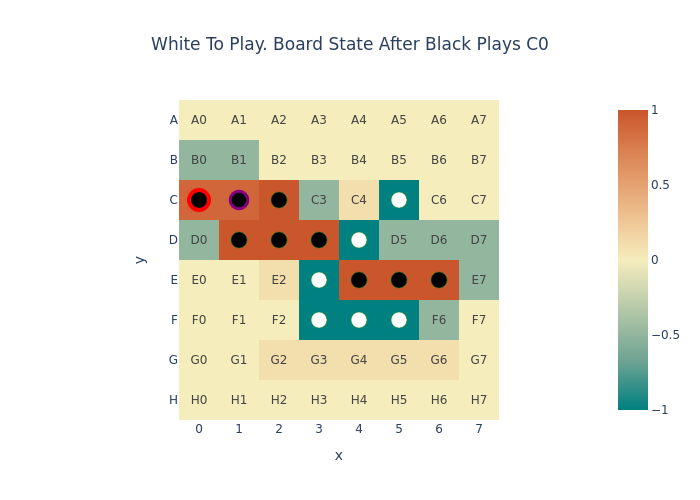 White To Play. Board State After Black Plays C0
A A0 A1 A2 A3 A4 A5 A6 A7
B B0 B1 B2 B3 B4 B5 B6 B7
C C3 C4 C6 C7
D D0 D5 D6 D7
E E0 E1 E2 E7
F F0 F1 F2 F6 F7
G G0 G1 G2 G3 G4 G5 G6 G7
H H0 H1 H2 H3 H4 H5 H6 H7
0 1 2 3 4 5 6 7
x
y
1
0.5
0
−0.5
−1